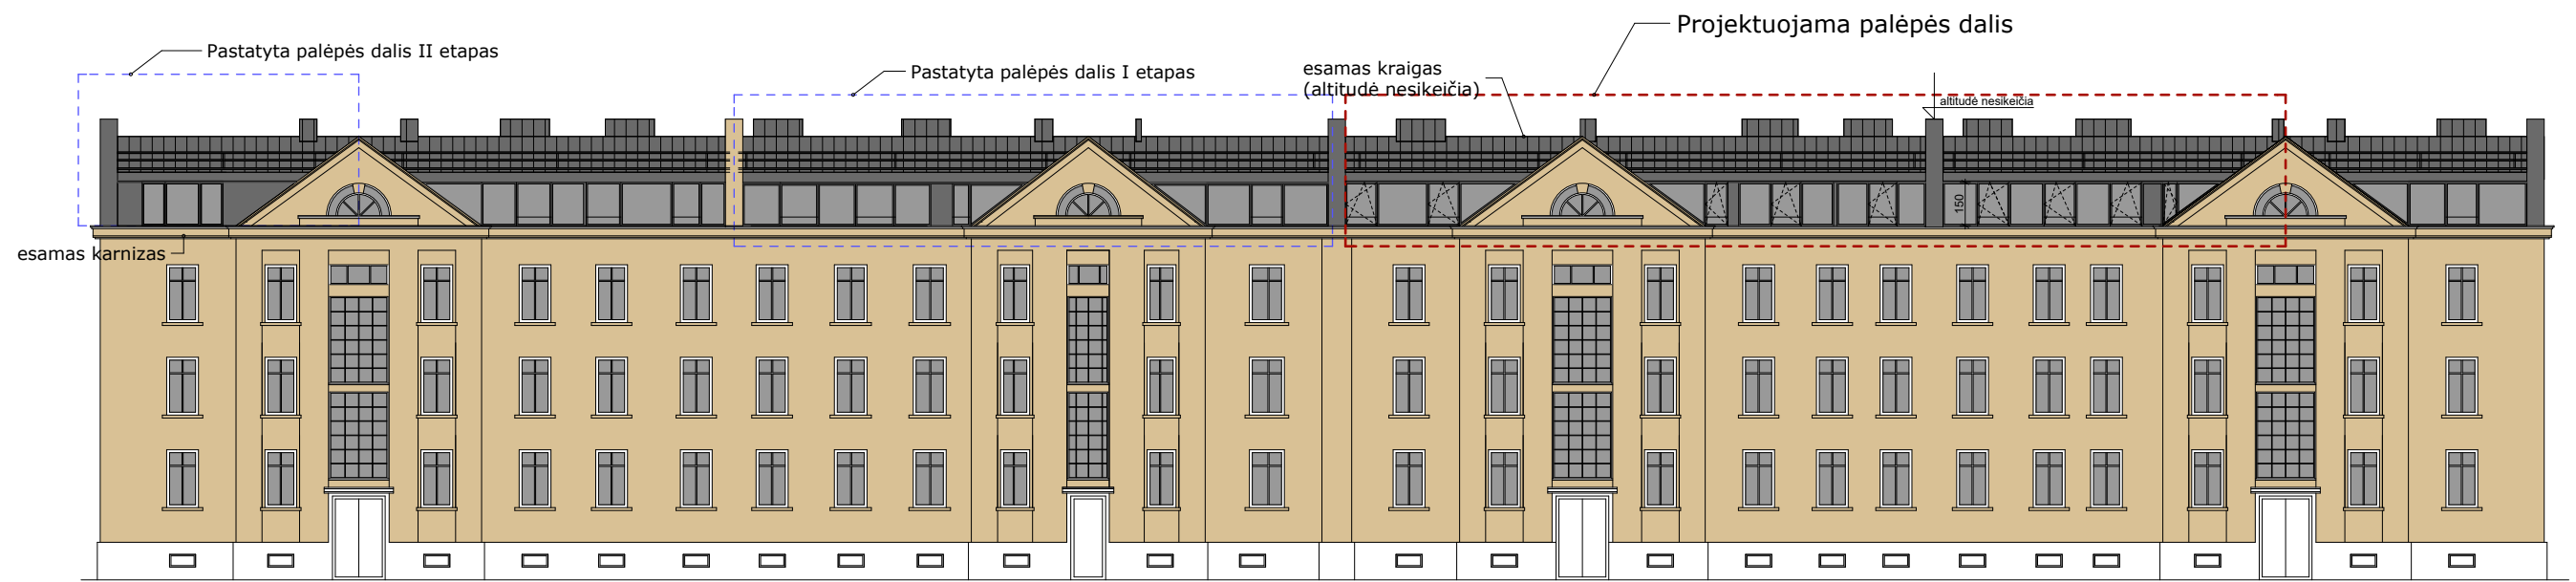 Projektuojama palėpės dalis
Pastatyta palėpės dalis II etapas
Pastatyta palėpės dalis I etapas
esamas kraigas
(altitudė nesikeičia)
altitudė nesikeičia
150
esamas karnizas